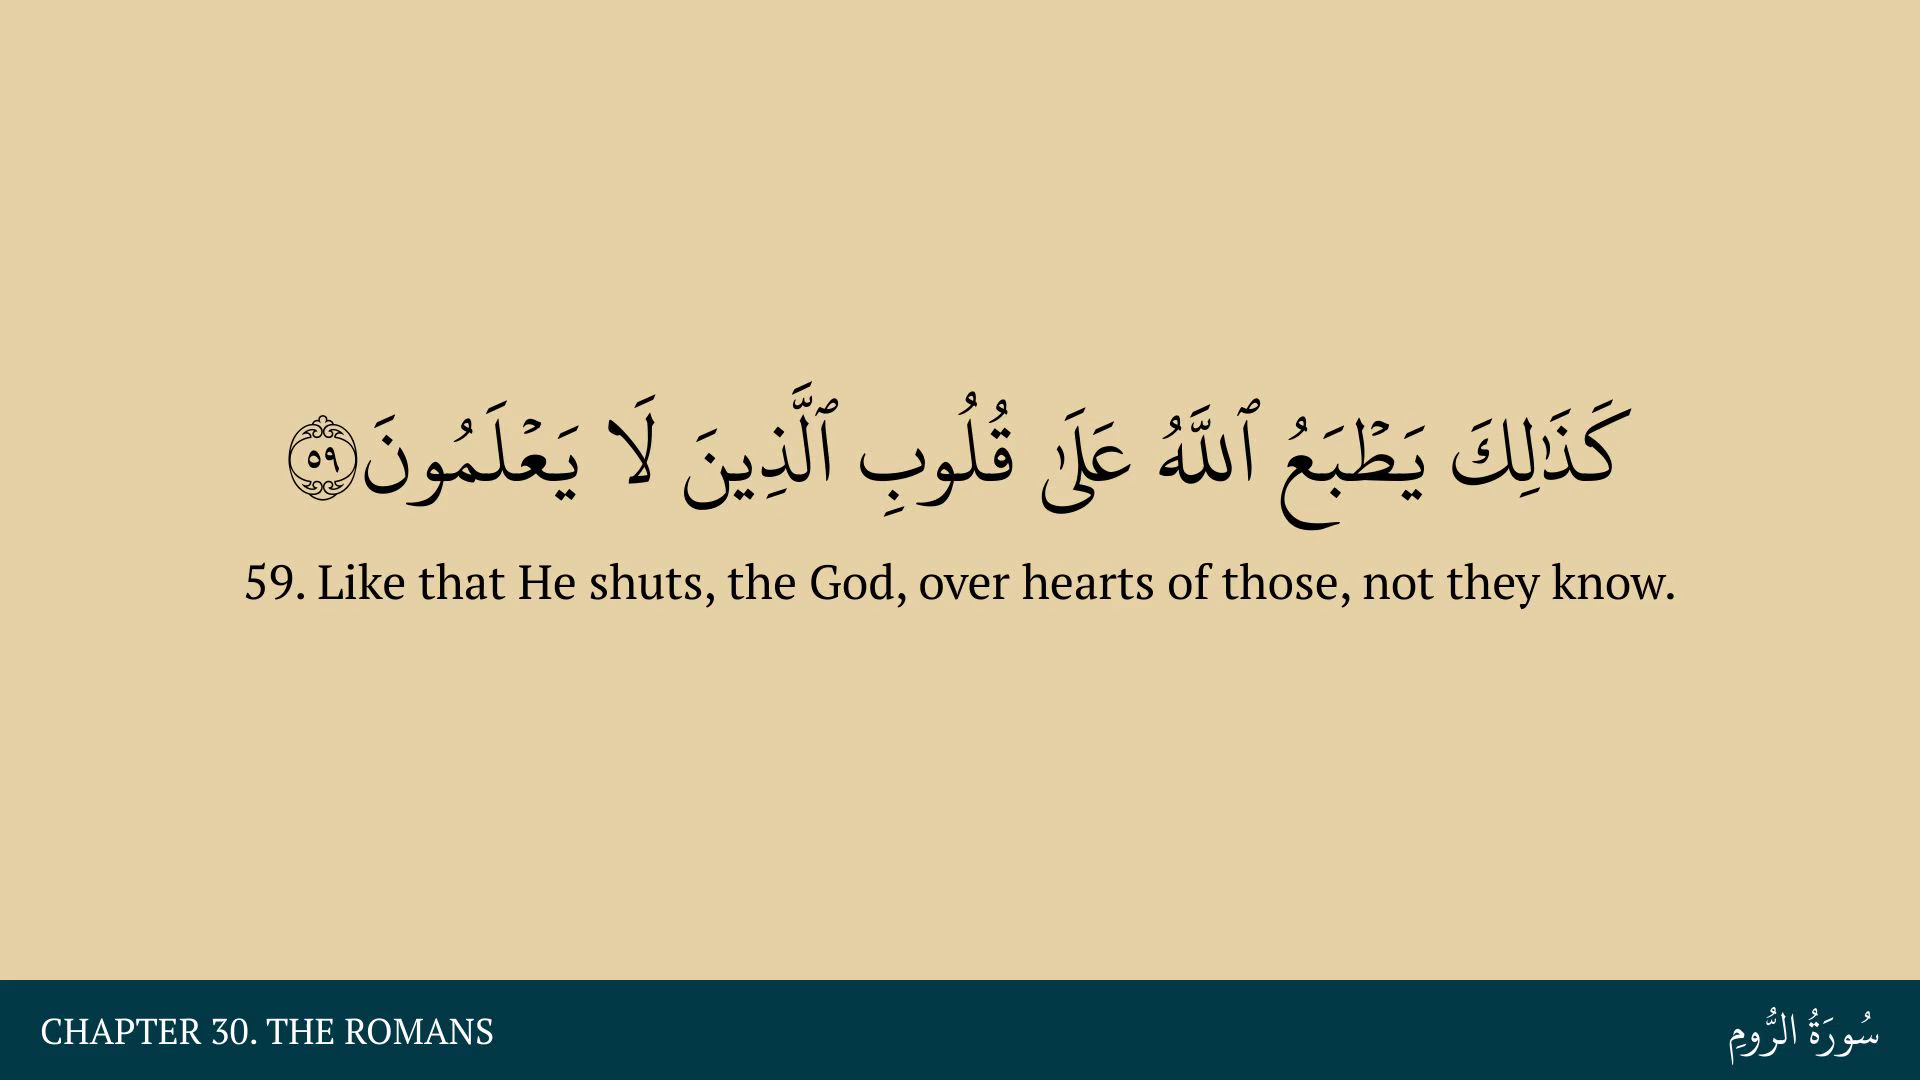 كَذَٰلِكَ يَطْبَعُ ٱللَّهُ عَلَىٰ قُلُوبِ ٱلَّذِينَ لَا يَعْلَمُونَ ٥٩
59. Like that He shuts, the God, over hearts of those, not they know.
CHAPTER 30. THE ROMANS
سُورَةُ الرُّومِ